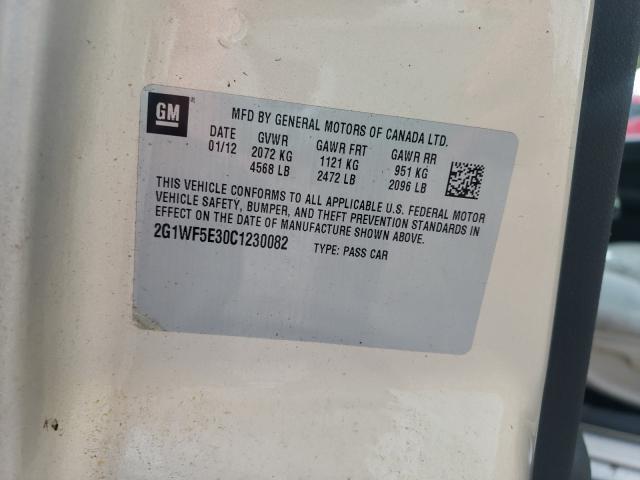 GM
MFD BY GENERAL MOTORS OF CANADA LTD.
DATE GVWR GAWR FRT GAWR RR
01/12 2072 KG 1121 KG 951 KG
4568 LB 2472 LB 2096 LB
THIS VEHICLE CONFORMS TO ALL APPLICABLE U.S. FEDERAL MOTOR
VEHICLE SAFETY, BUMPER, AND THEFT PREVENTION STANDARDS IN
EFFECT ON THE DATE OF MANUFACTURE SHOWN ABOVE.
2G1WF5E30C1230082 TYPE: PASS CAR